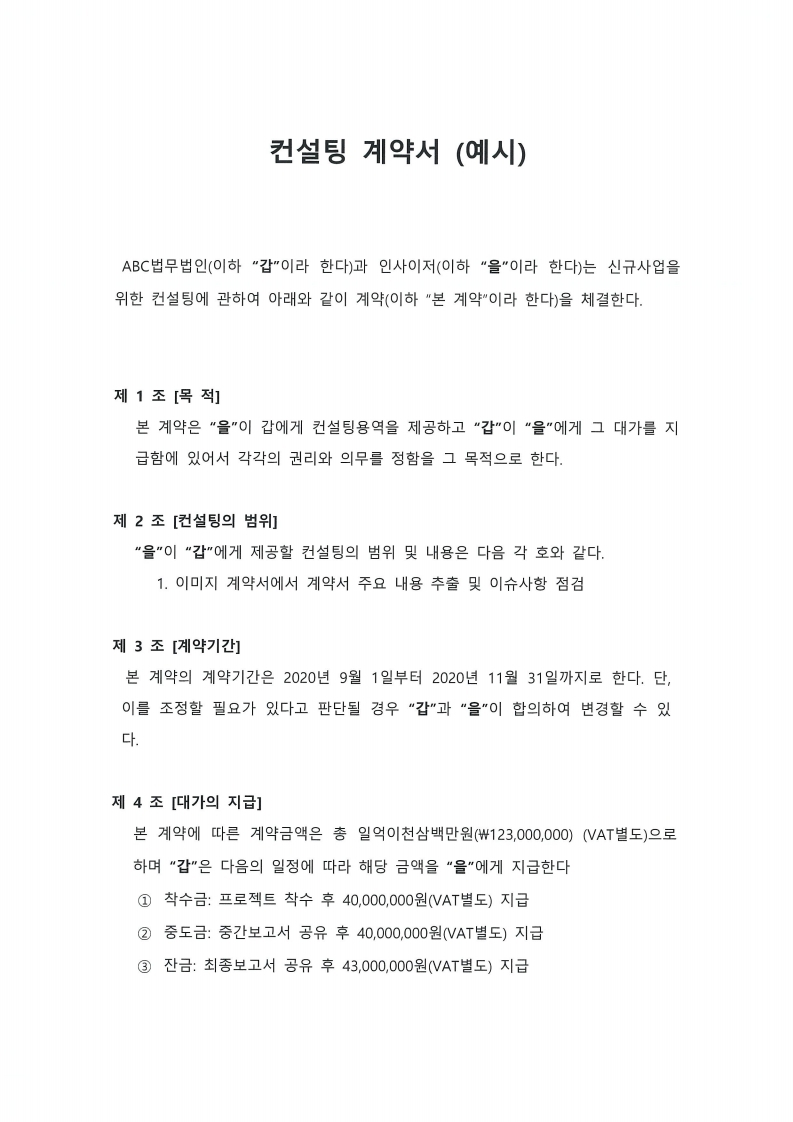 컨설팅 계약서 (예시)
ABC법무법인(이하 “갑”이라 한다)과 인사이저(이하 “을”이라 한다)는 신규사업을
위한 컨설팅에 관하여 아래와 같이 계약(이하 “본 계약”이라 한다)을 체결한다.
제 1 조 [목 적]
본 계약은 “을”이 갑에게 컨설팅용역을 제공하고 “갑”이 “을”에게 그 대가를 지
급함에 있어서 각각의 권리와 의무를 정함을 그 목적으로 한다.
제 2 조 [컨설팅의 범위]
“을”이 “갑”에게 제공할 컨설팅의 범위 및 내용은 다음 각 호와 같다.
1. 이미지 계약서에서 계약서 주요 내용 추출 및 이슈사항 점검
제 3 조 [계약기간]
본 계약의 계약기간은 2020년 9월 1일부터 2020년 11월 31일까지로 한다. 단,
이를 조정할 필요가 있다고 판단될 경우 “갑”과 “을”이 합의하여 변경할 수 있
다.
제 4 조 [대가의 지급]
본 계약에 따른 계약금액은 총 일억이천삼백만원(₩123,000,000) (VAT별도)으로
하며 “갑”은 다음의 일정에 따라 해당 금액을 “을”에게 지급한다
① 착수금: 프로젝트 착수 후 40,000,000원(VAT별도) 지급
② 중도금: 중간보고서 공유 후 40,000,000원(VAT별도) 지급
③ 잔금: 최종보고서 공유 후 43,000,000원(VAT별도) 지급